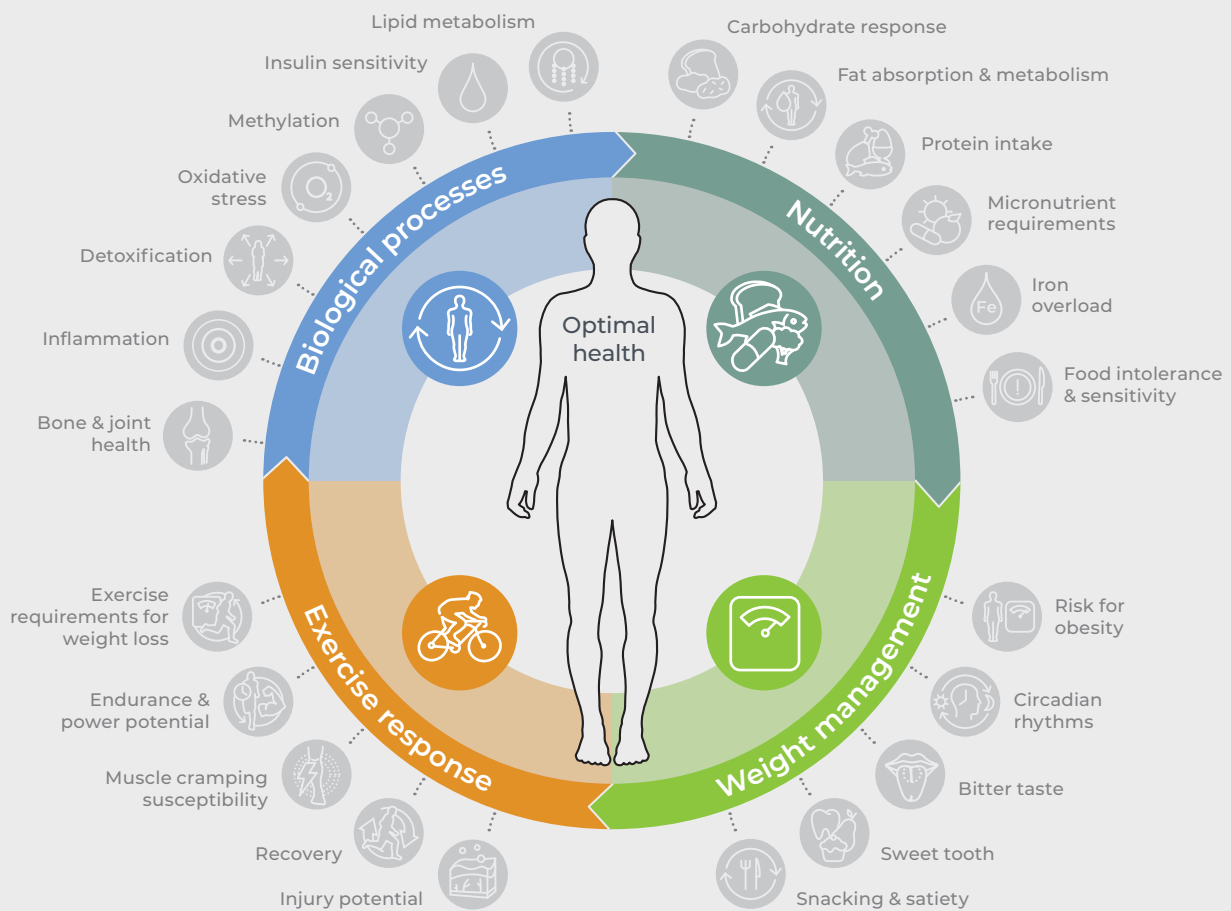 Lipid metabolism
Insulin sensitivity
Methylation
Oxidative
stress
Detoxification
Inflammation
Bone & joint
health
Biological processes
O2
Carbohydrate response
Fat absorption & metabolism
Protein intake
Micronutrient
requirements
Iron
overload
Fe
Food intolerance
& sensitivity
!
Nutrition
Optimal
health
Exercise
requirements for
weight loss
Endurance &
power potential
Muscle cramping
susceptibility
Recovery
Injury potential
Exercise response
Risk for
obesity
Circadian
rhythms
Bitter taste
Sweet tooth
Snacking & satiety
Weight management